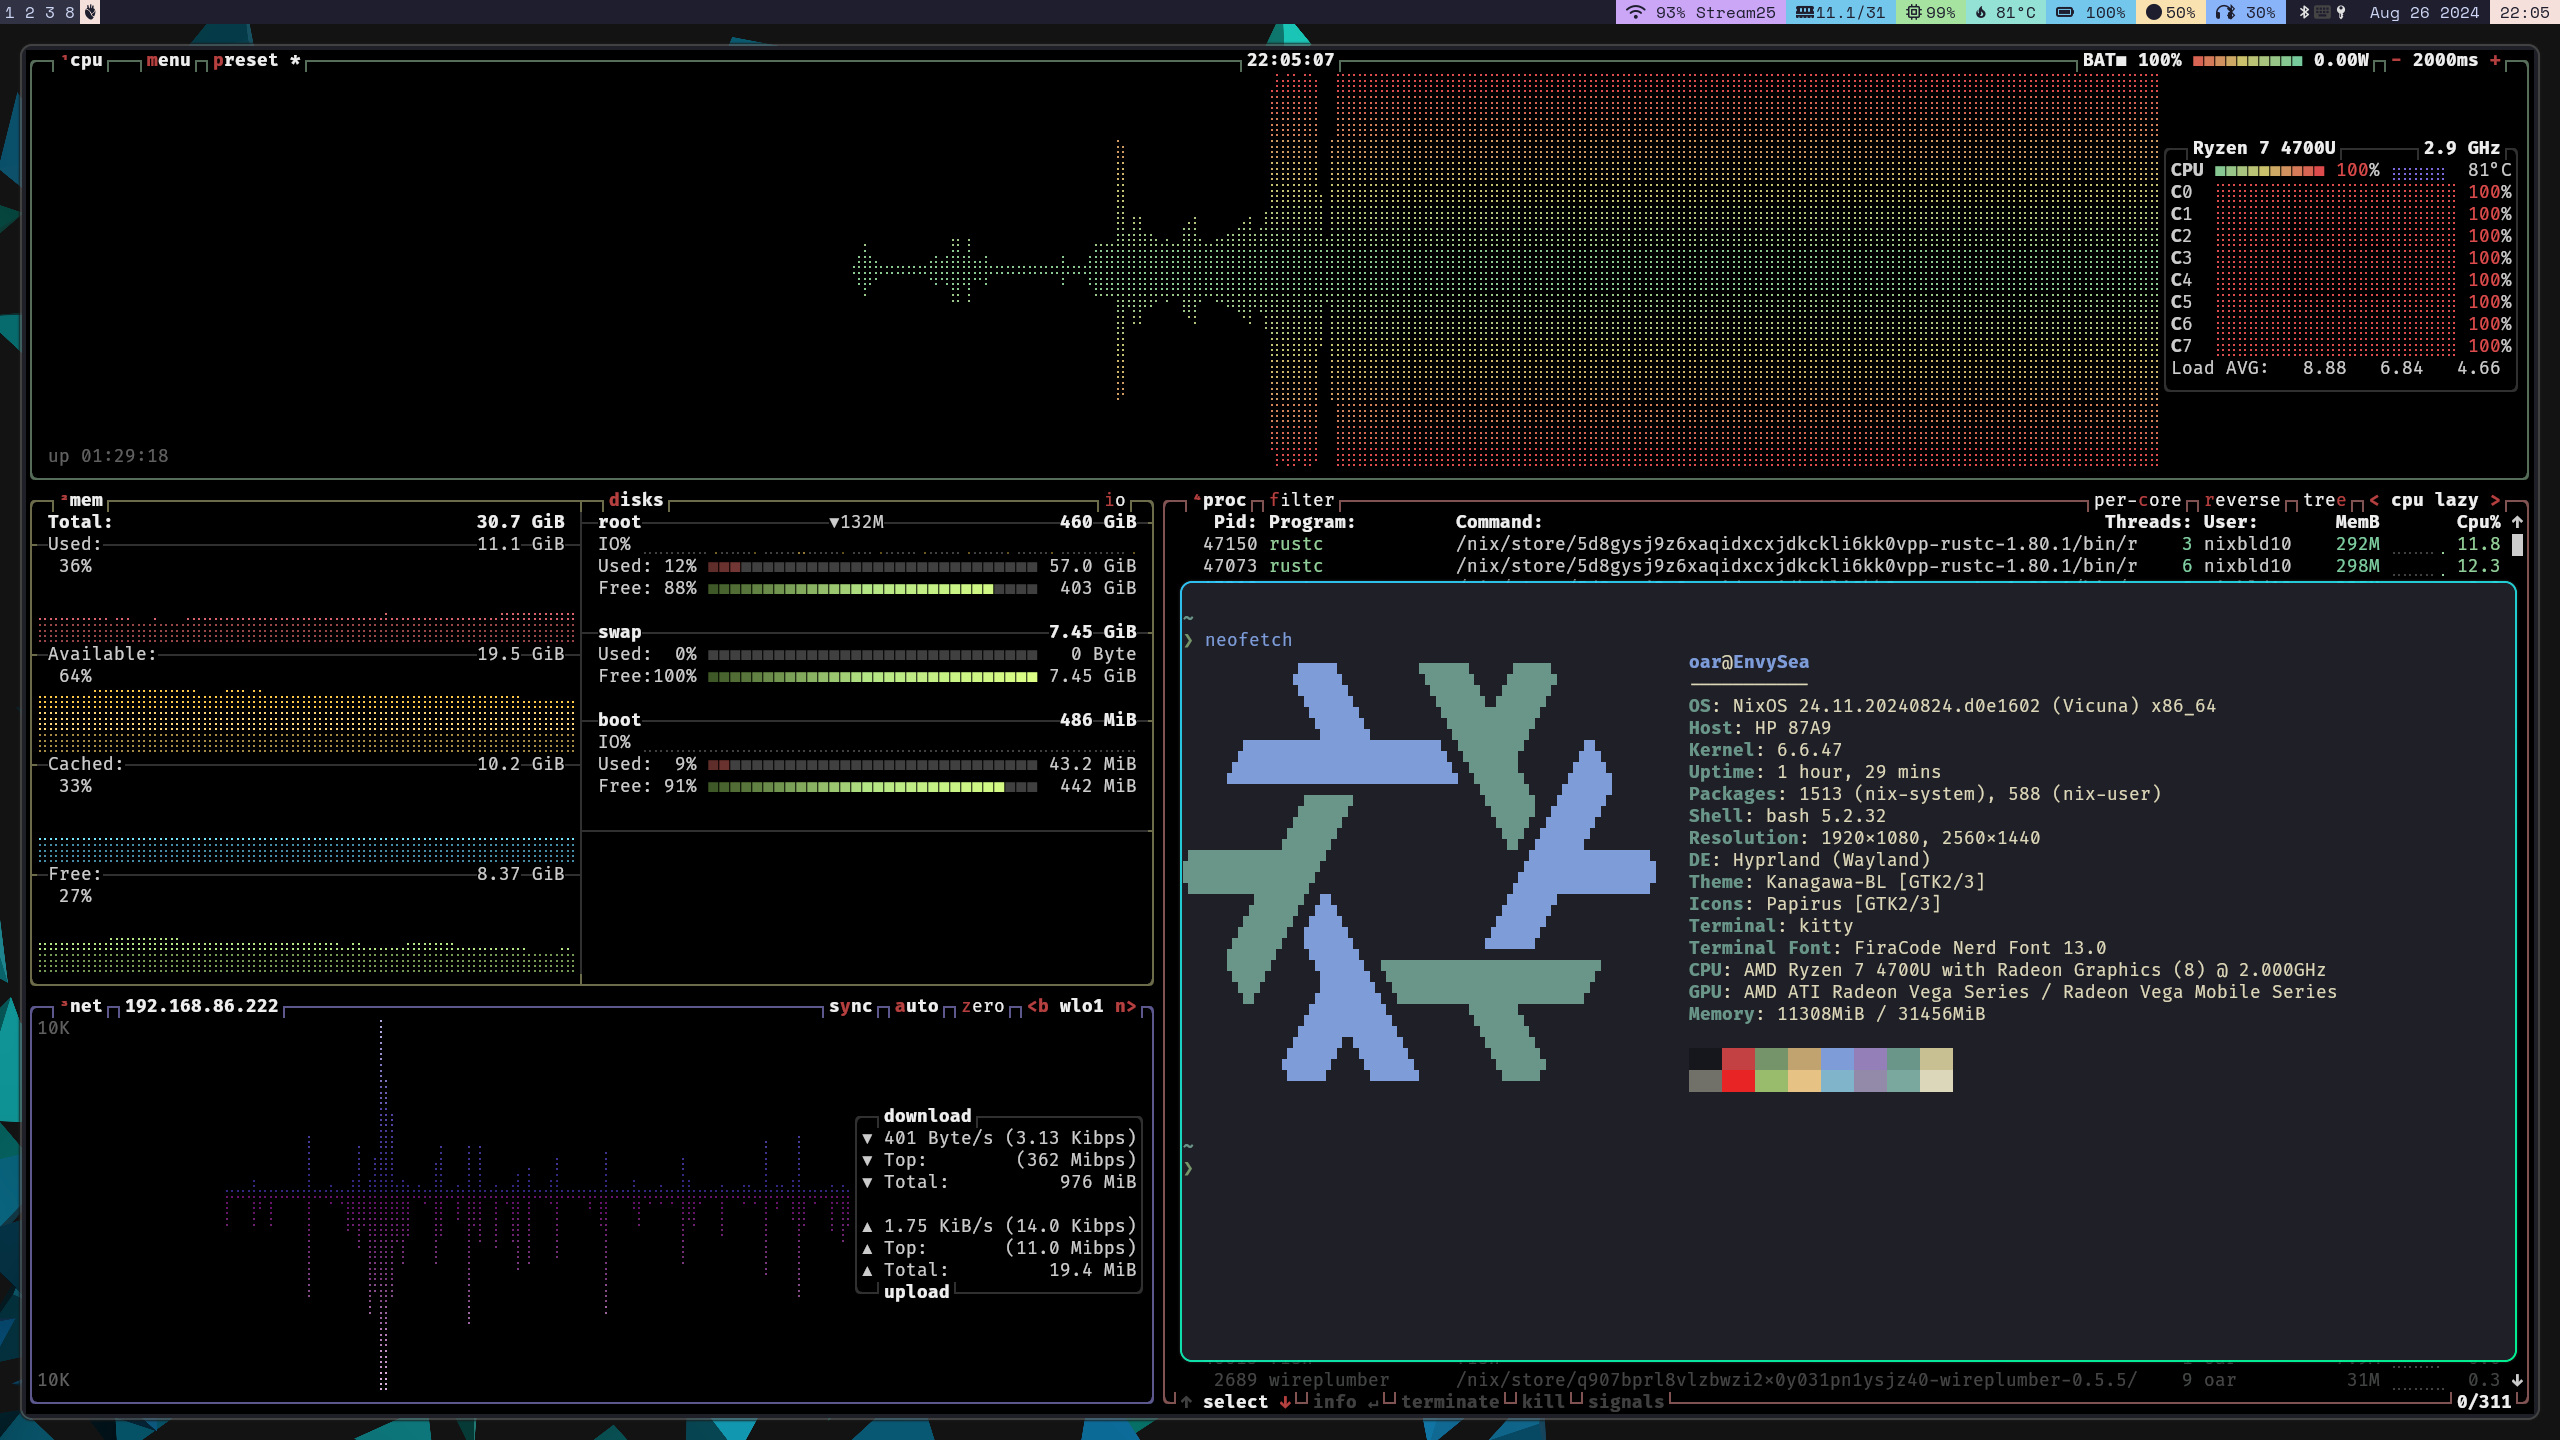 1 2 3 8
93% Stream25 11.1/31 99% 81°C 100% 50% 30% Aug 26 2024 22:05
¹cpu menu preset * 22:05:07 BAT■ 100% 0.00W - 2000ms +
Ryzen 7 4700U 2.9 GHz
CPU 100% 81°C
C0 100%
C1 100%
C2 100%
C3 100%
C4 100%
C5 100%
C6 100%
C7 100%
Load AVG: 8.88 6.84 4.66
up 01:29:18
²mem
Total: 30.7 GiB
Used: 11.1 GiB
36%
Available: 19.5 GiB
64%
Cached: 10.2 GiB
33%
Free: 8.37 GiB
27%
disks io
root ▼132M 460 GiB
IO%
Used: 12% 57.0 GiB
Free: 88% 403 GiB
swap 7.45 GiB
Used: 0% 0 Byte
Free:100% 7.45 GiB
boot 486 MiB
IO%
Used: 9% 43.2 MiB
Free: 91% 442 MiB
³net 192.168.86.222 sync auto zero <b wlo1 n>
10K
download
▼ 401 Byte/s (3.13 Kibps)
▼ Top: (362 Mibps)
▼ Total: 976 MiB
▲ 1.75 KiB/s (14.0 Kibps)
▲ Top: (11.0 Mibps)
▲ Total: 19.4 MiB
upload
10K
⁴proc filter per-core reverse tree < cpu lazy >
Pid: Program: Command: Threads: User: MemB Cpu% ↑
47150 rustc /nix/store/5d8gysj9z6xaqidxcxjdkckli6kk0vpp-rustc-1.80.1/bin/r 3 nixbld10 292M 11.8
47073 rustc /nix/store/5d8gysj9z6xaqidxcxjdkckli6kk0vpp-rustc-1.80.1/bin/r 6 nixbld10 298M 12.3
~
❯ neofetch
oar@EnvySea
OS: NixOS 24.11.20240824.d0e1602 (Vicuna) x86_64
Host: HP 87A9
Kernel: 6.6.47
Uptime: 1 hour, 29 mins
Packages: 1513 (nix-system), 588 (nix-user)
Shell: bash 5.2.32
Resolution: 1920×1080, 2560×1440
DE: Hyprland (Wayland)
Theme: Kanagawa-BL [GTK2/3]
Icons: Papirus [GTK2/3]
Terminal: kitty
Terminal Font: FiraCode Nerd Font 13.0
CPU: AMD Ryzen 7 4700U with Radeon Graphics (8) @ 2.000GHz
GPU: AMD ATI Radeon Vega Series / Radeon Vega Mobile Series
Memory: 11308MiB / 31456MiB
~
❯
2689 wireplumber /nix/store/q907bprl8vlzbwzi2×0y031pn1ysjz40-wireplumber-0.5.5/ 9 oar 31M 0.3 ↓
↑ select ↓ info ↵ terminate kill signals 0/311